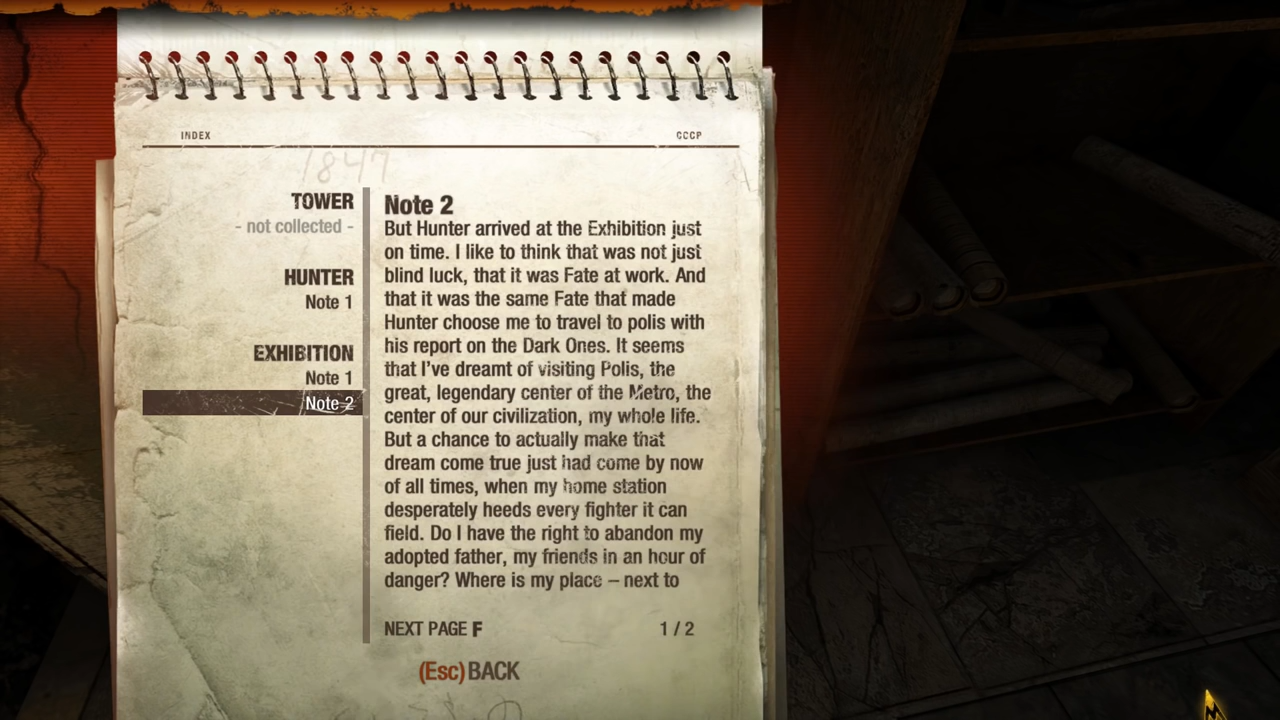 INDEX
CCCP
1847
TOWER
- not collected -
HUNTER
Note 1
EXHIBITION
Note 1
Note 2
Note 2
But Hunter arrived at the Exhibition just
on time. I like to think that was not just
blind luck, that it was Fate at work. And
that it was the same Fate that made
Hunter choose me to travel to polis with
his report on the Dark Ones. It seems
that I've dreamt of visiting Polis, the
great, legendary center of the Metro, the
center of our civilization, my whole life.
But a chance to actually make that
dream come true just had come by now
of all times, when my home station
desperately heeds every fighter it can
field. Do I have the right to abandon my
adopted father, my friends in an hour of
danger? Where is my place – next to
NEXT PAGE F
1 / 2
(Esc) BACK